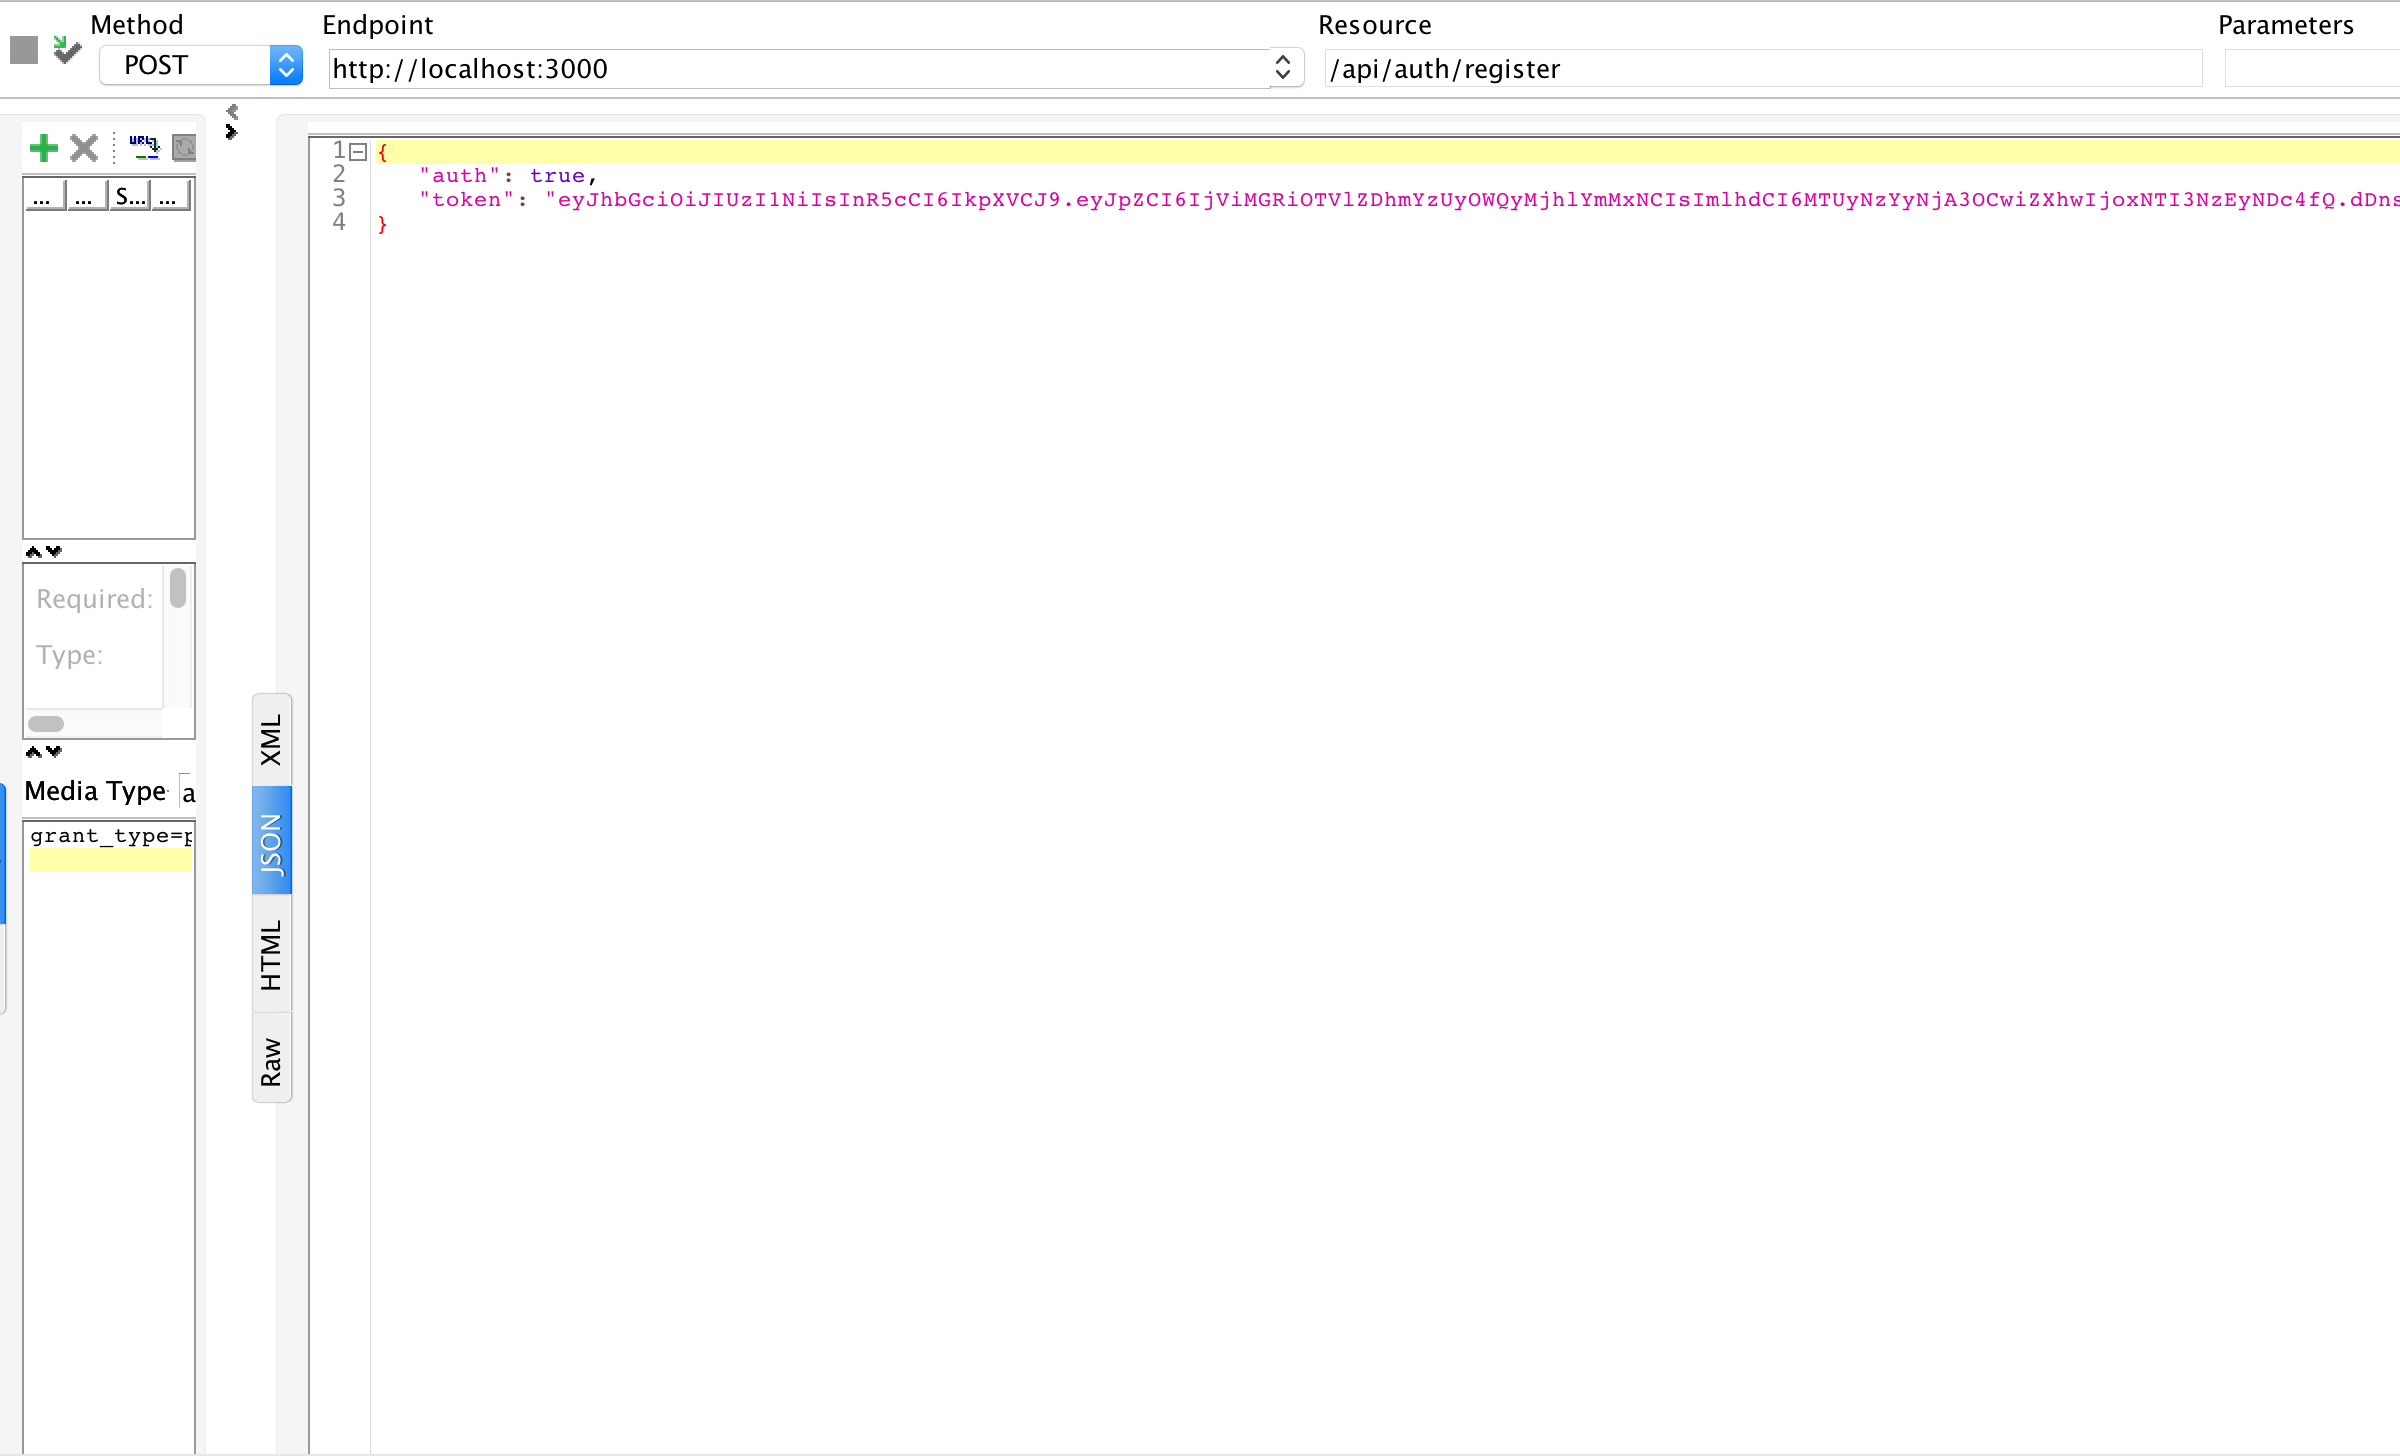 Method Endpoint Resource Parameters
POST http://localhost:3000 /api/auth/register
URL
... ... S... ...
1 {
2 "auth": true,
3 "token": "eyJhbGciOiJIUzI1NiIsInR5cCI6IkpXVCJ9.eyJpZCI6IjViMGRiOTVlZDhmYzUyOWQyMjhlYmMxNCIsImlhdCI6MTUyNzYyNjA3OCwiZXhwIjoxNTI3NzEyNDc4fQ.dDns
4 }
Required:
Type:
Media Type a
grant_type=p
XML
JSON
HTML
Raw